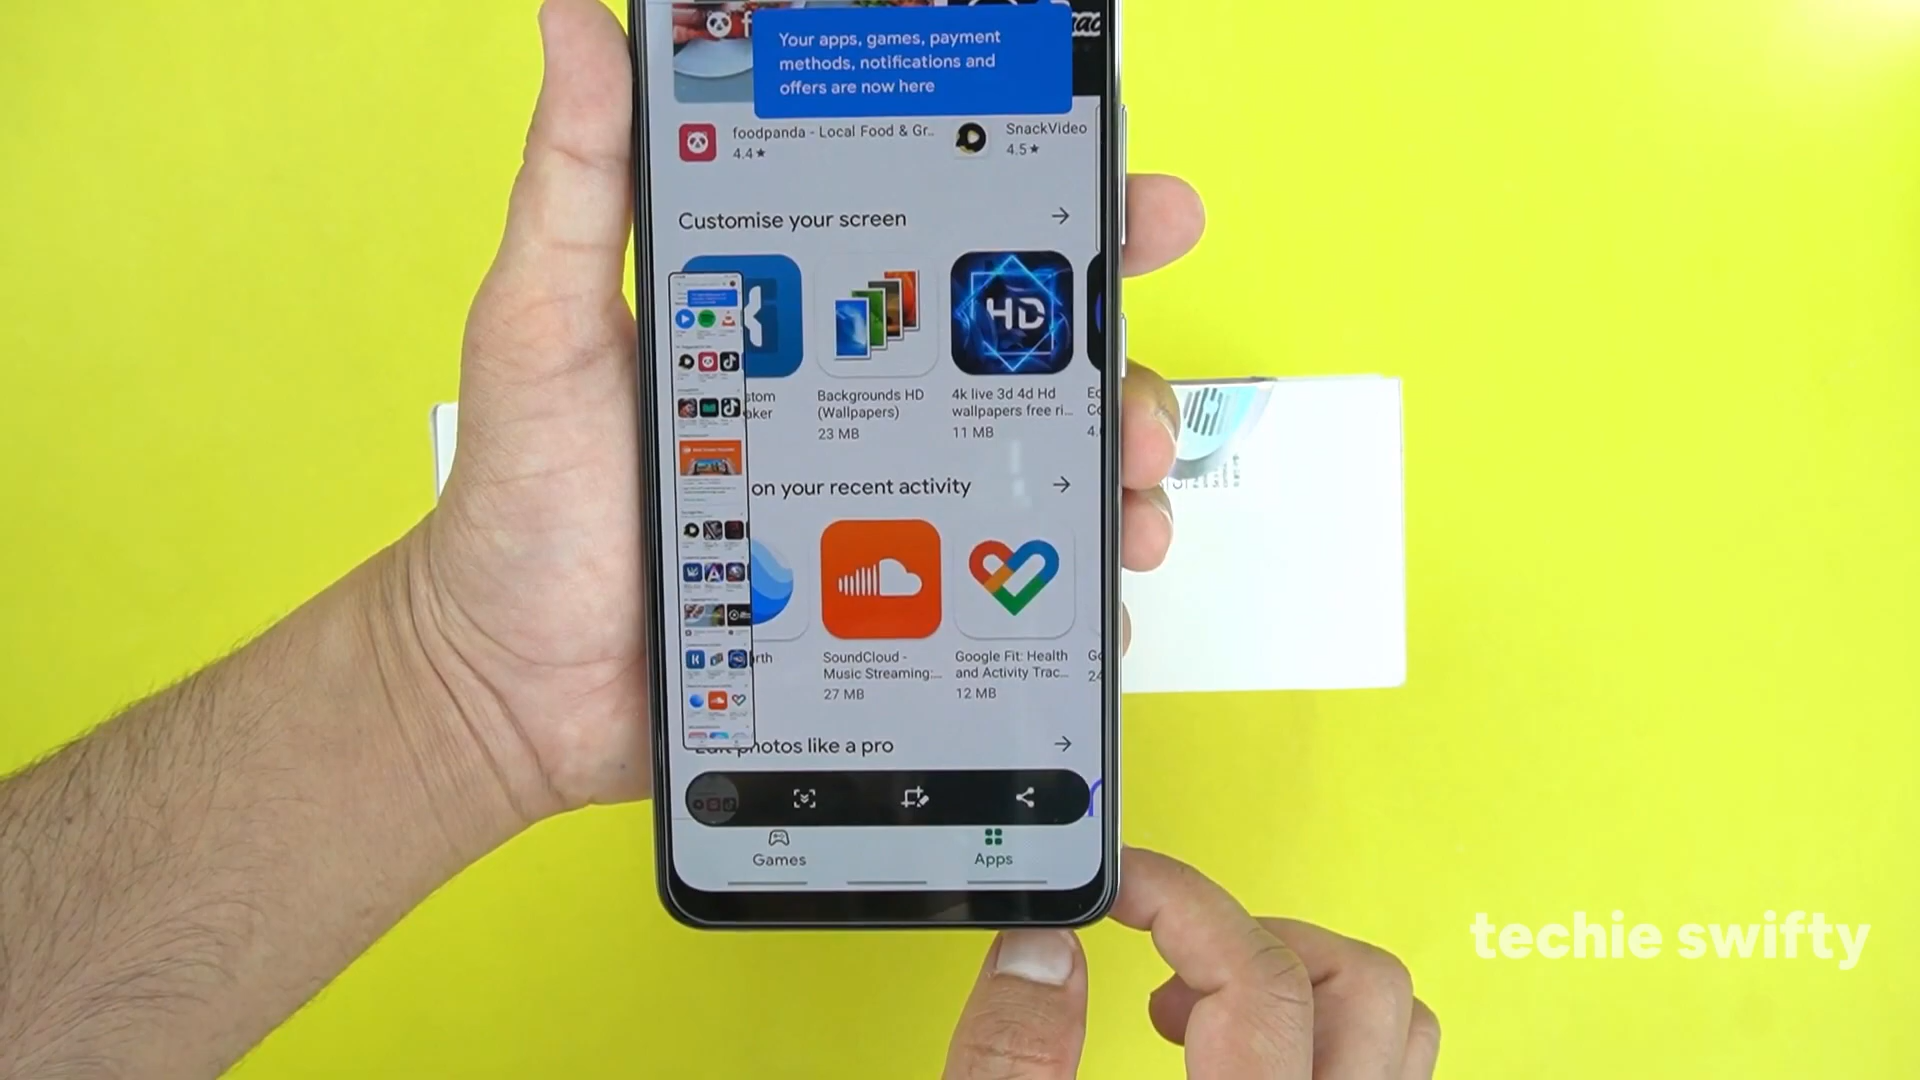 Your apps, games, payment
methods, notifications and
offers are now here
foodpanda - Local Food & Gr..
4.4★
SnackVideo
4.5★
Customise your screen
HD
Backgrounds HD
(Wallpapers)
23 MB
4k live 3d 4d Hd
wallpapers free ri...
11 MB
on your recent activity
SoundCloud -
Music Streaming:...
27 MB
Google Fit: Health
and Activity Trac...
12 MB
photos like a pro
Games
Apps
techie swifty